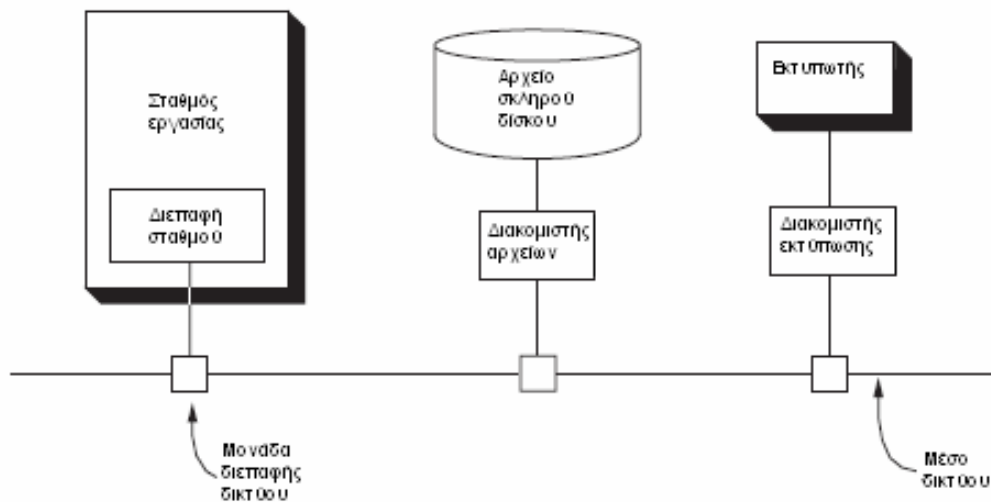 Σταθμός
εργασίας
Διεπαφή
σταθμού
Αρχείο
σκληρού
δίσκου
Διακομιστής
αρχείων
Εκτυπωτής
Διακομιστής
εκτύπωσης
Μονάδα
διεπαφής
δικτύου
Μέσο
δικτύου